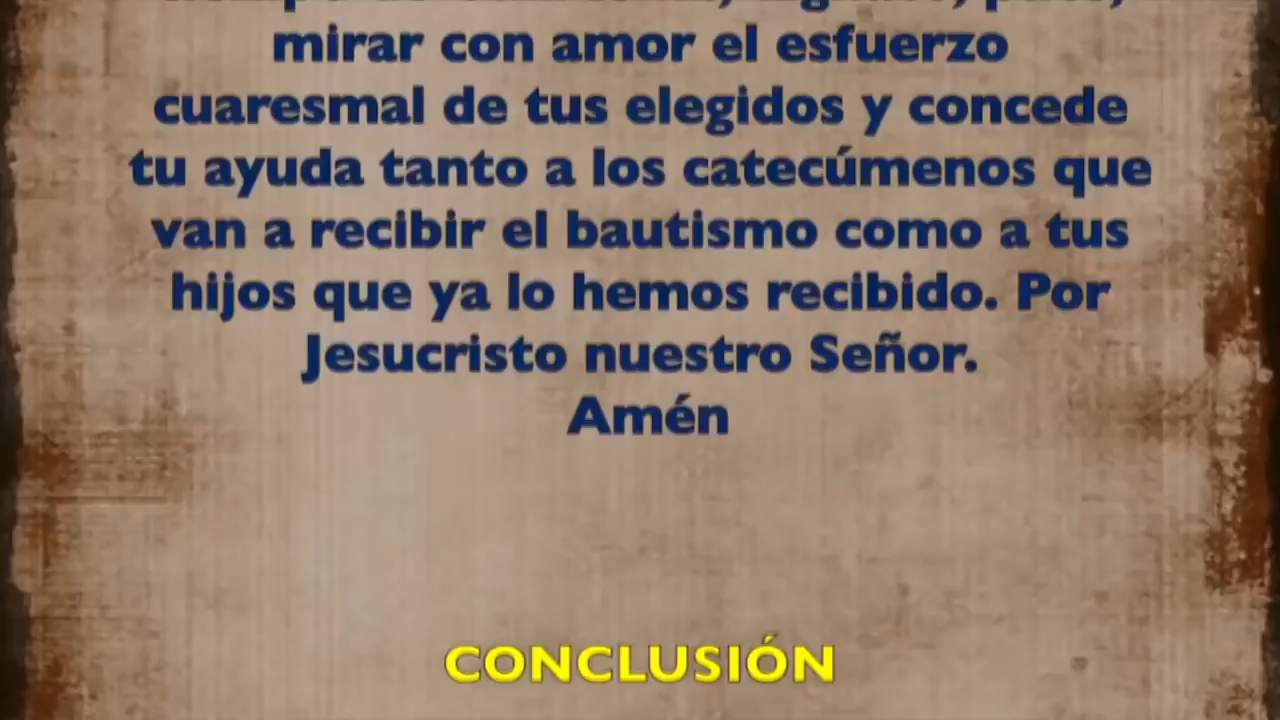 mirar con amor el esfuerzo
cuaresmal de tus elegidos y concede
tu ayuda tanto a los catecúmenos que
van a recibir el bautismo como a tus
hijos que ya lo hemos recibido. Por
Jesucristo nuestro Señor.
Amén
CONCLUSIÓN